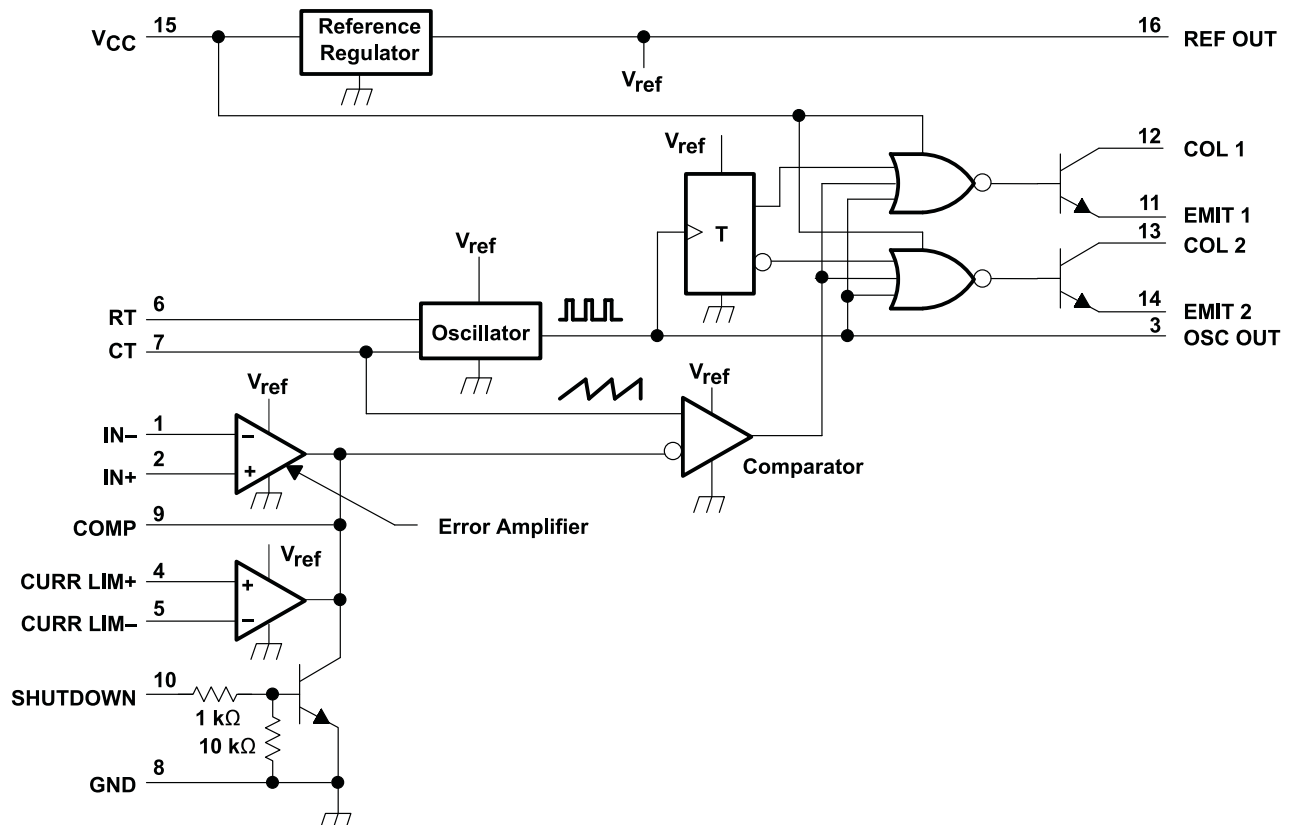 VCC 15
Reference
Regulator
16 REF OUT
Vref
Vref
12 COL 1
11 EMIT 1
13 COL 2
14 EMIT 2
3 OSC OUT
T
Vref
RT 6
CT 7
Oscillator
Vref
Vref
IN– 1
IN+ 2
–
+
Comparator
COMP 9
Error Amplifier
Vref
CURR LIM+ 4
CURR LIM– 5
+
–
SHUTDOWN 10
1 kΩ
10 kΩ
GND 8